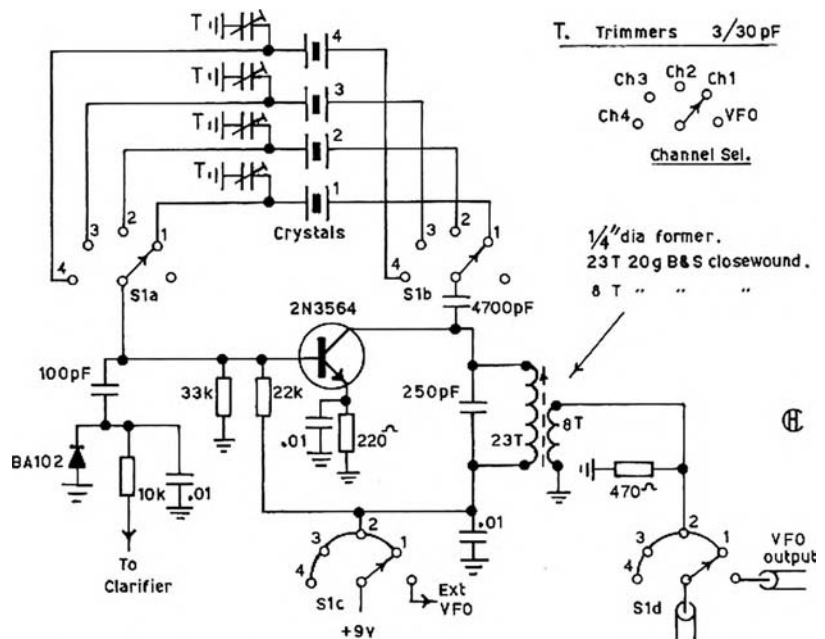 T. Trimmers 3/30 pF
Ch2
Ch1
Ch3
Ch4
VFO
Channel Sel.
T
4
T
3
T
2
T
1
Crystals
1
2
3
4
S1a
1
2
3
4
S1b
4700pF
1/4" dia former.
23T 20g B&S closewound.
8 T " " "
2N3564
100pF
33k
22k
250pF
23T
8T
BA102
10k
.01
.01
220Ω
.01
470Ω
To
Clarifier
2
3
1
4
S1c
+9v
Ext
VFO
2
3
1
4
S1d
VFO
output